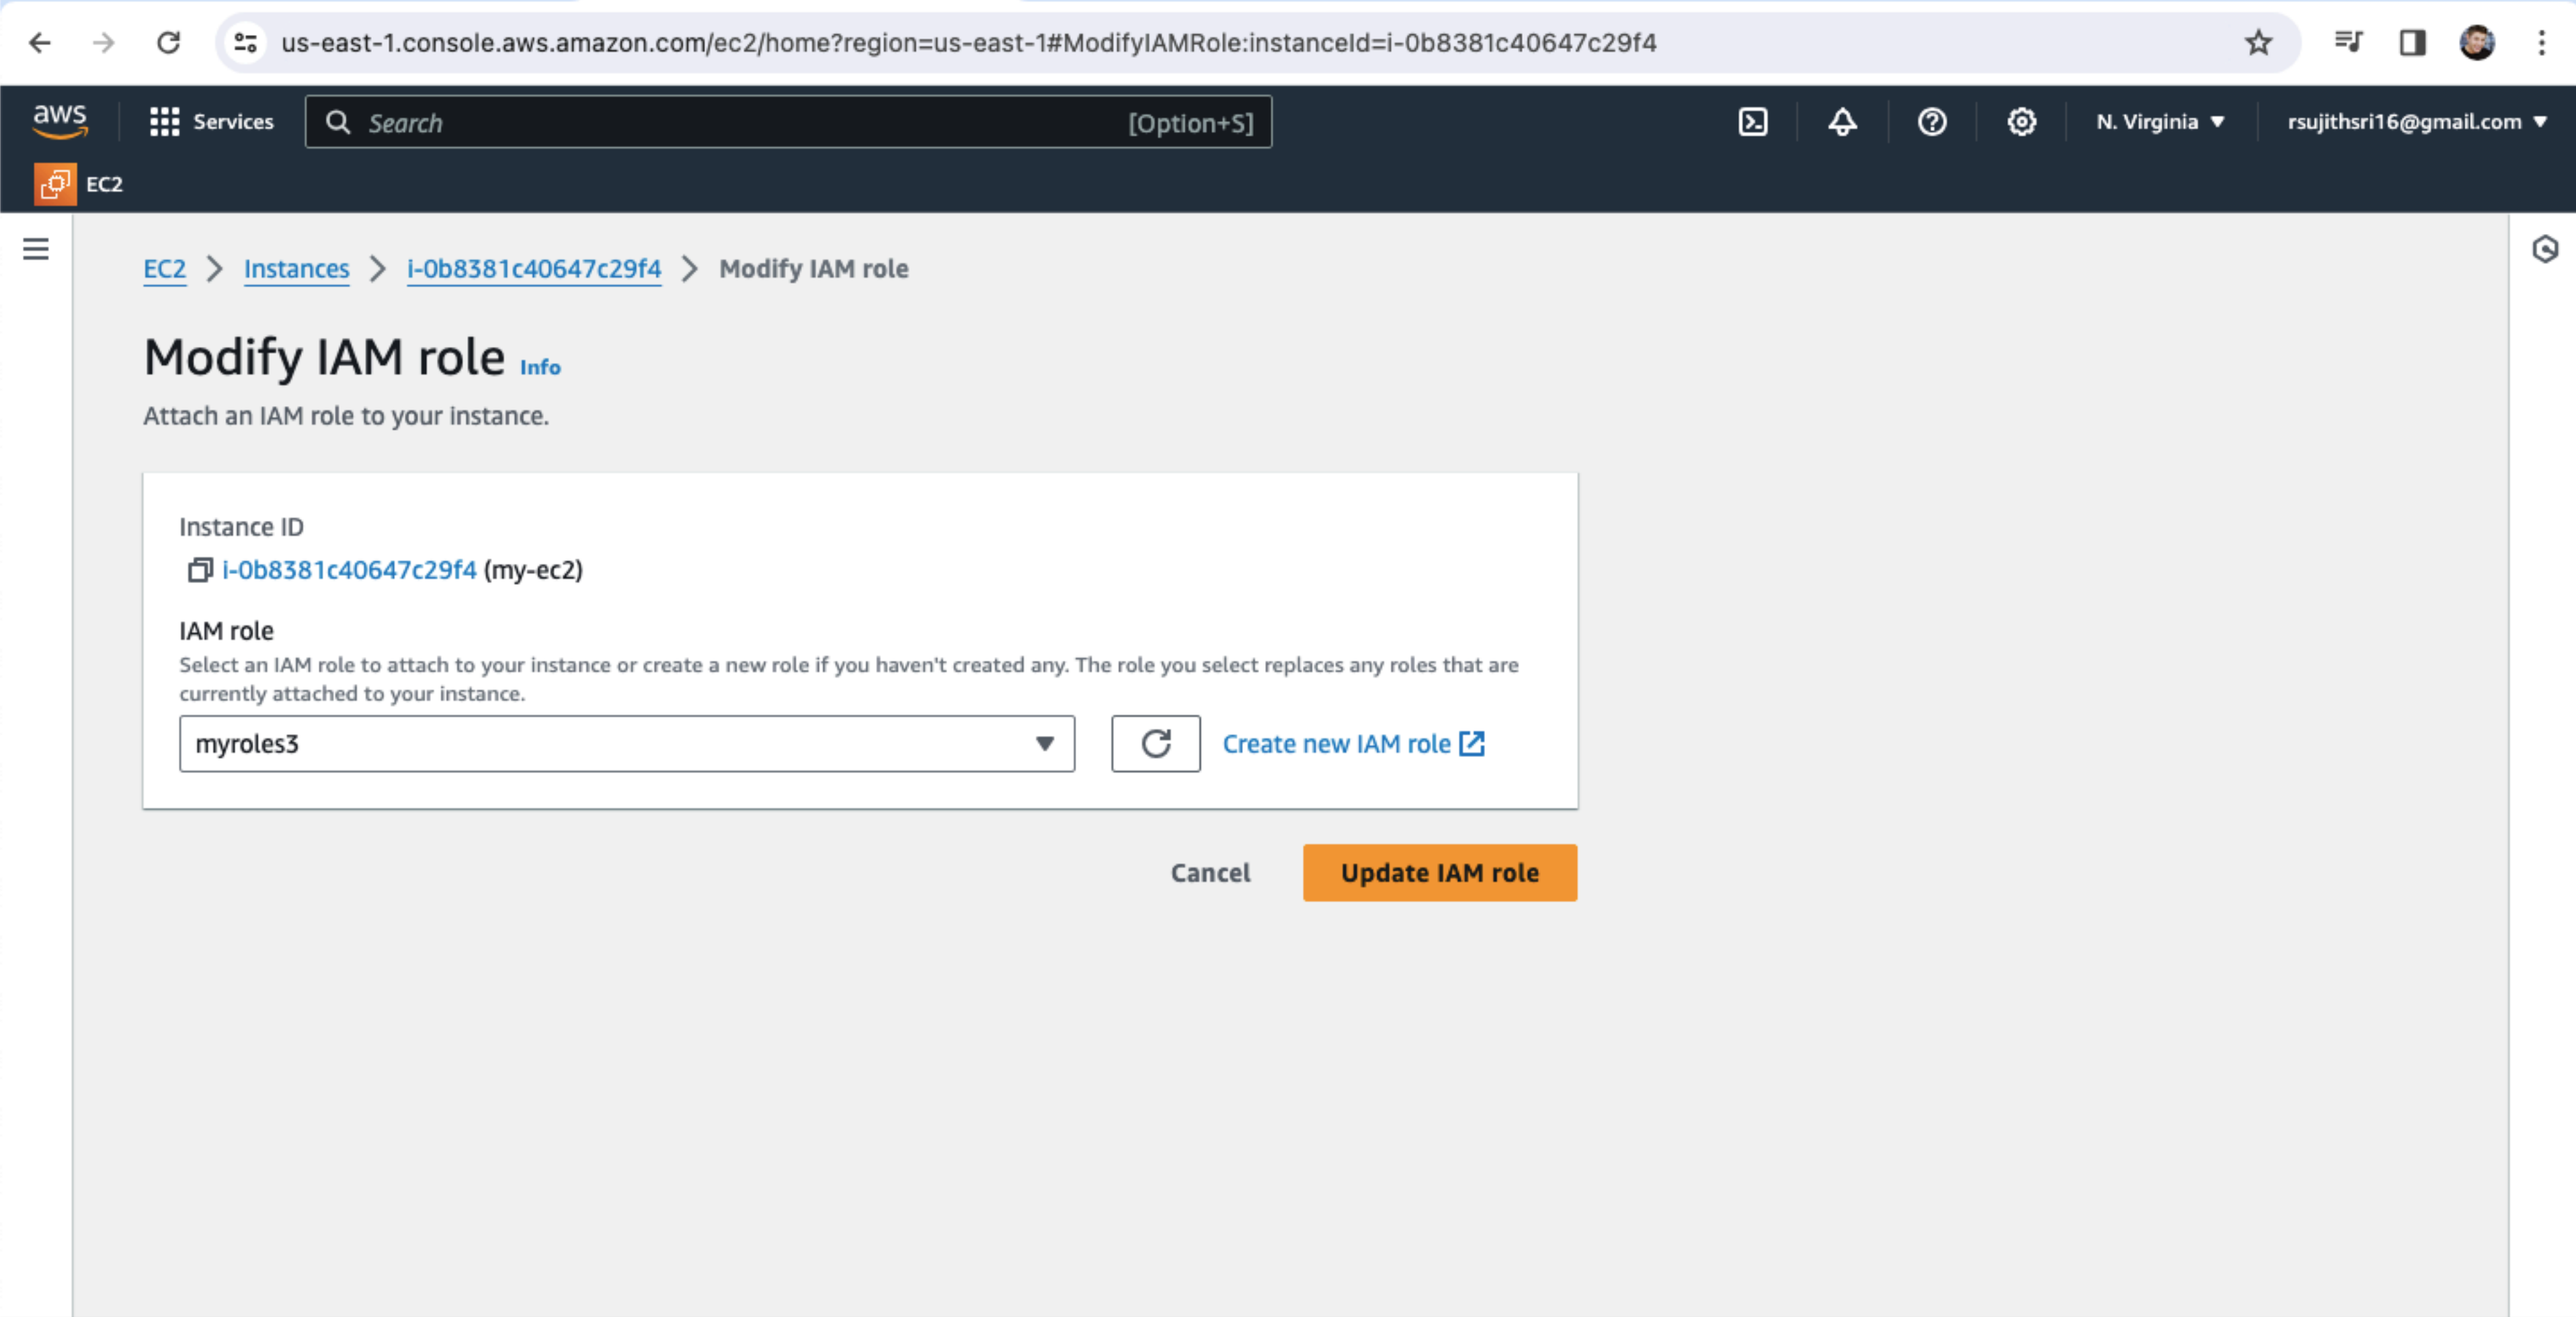 us-east-1.console.aws.amazon.com/ec2/home?region=us-east-1#ModifyIAMRole:instanceId=i-0b8381c40647c29f4
aws Services Search [Option+S] N. Virginia rsujithsri16@gmail.com
EC2
EC2 > Instances > i-0b8381c40647c29f4 > Modify IAM role
Modify IAM role Info
Attach an IAM role to your instance.
Instance ID
i-0b8381c40647c29f4 (my-ec2)
IAM role
Select an IAM role to attach to your instance or create a new role if you haven't created any. The role you select replaces any roles that are
currently attached to your instance.
myroles3 Create new IAM role
Cancel Update IAM role